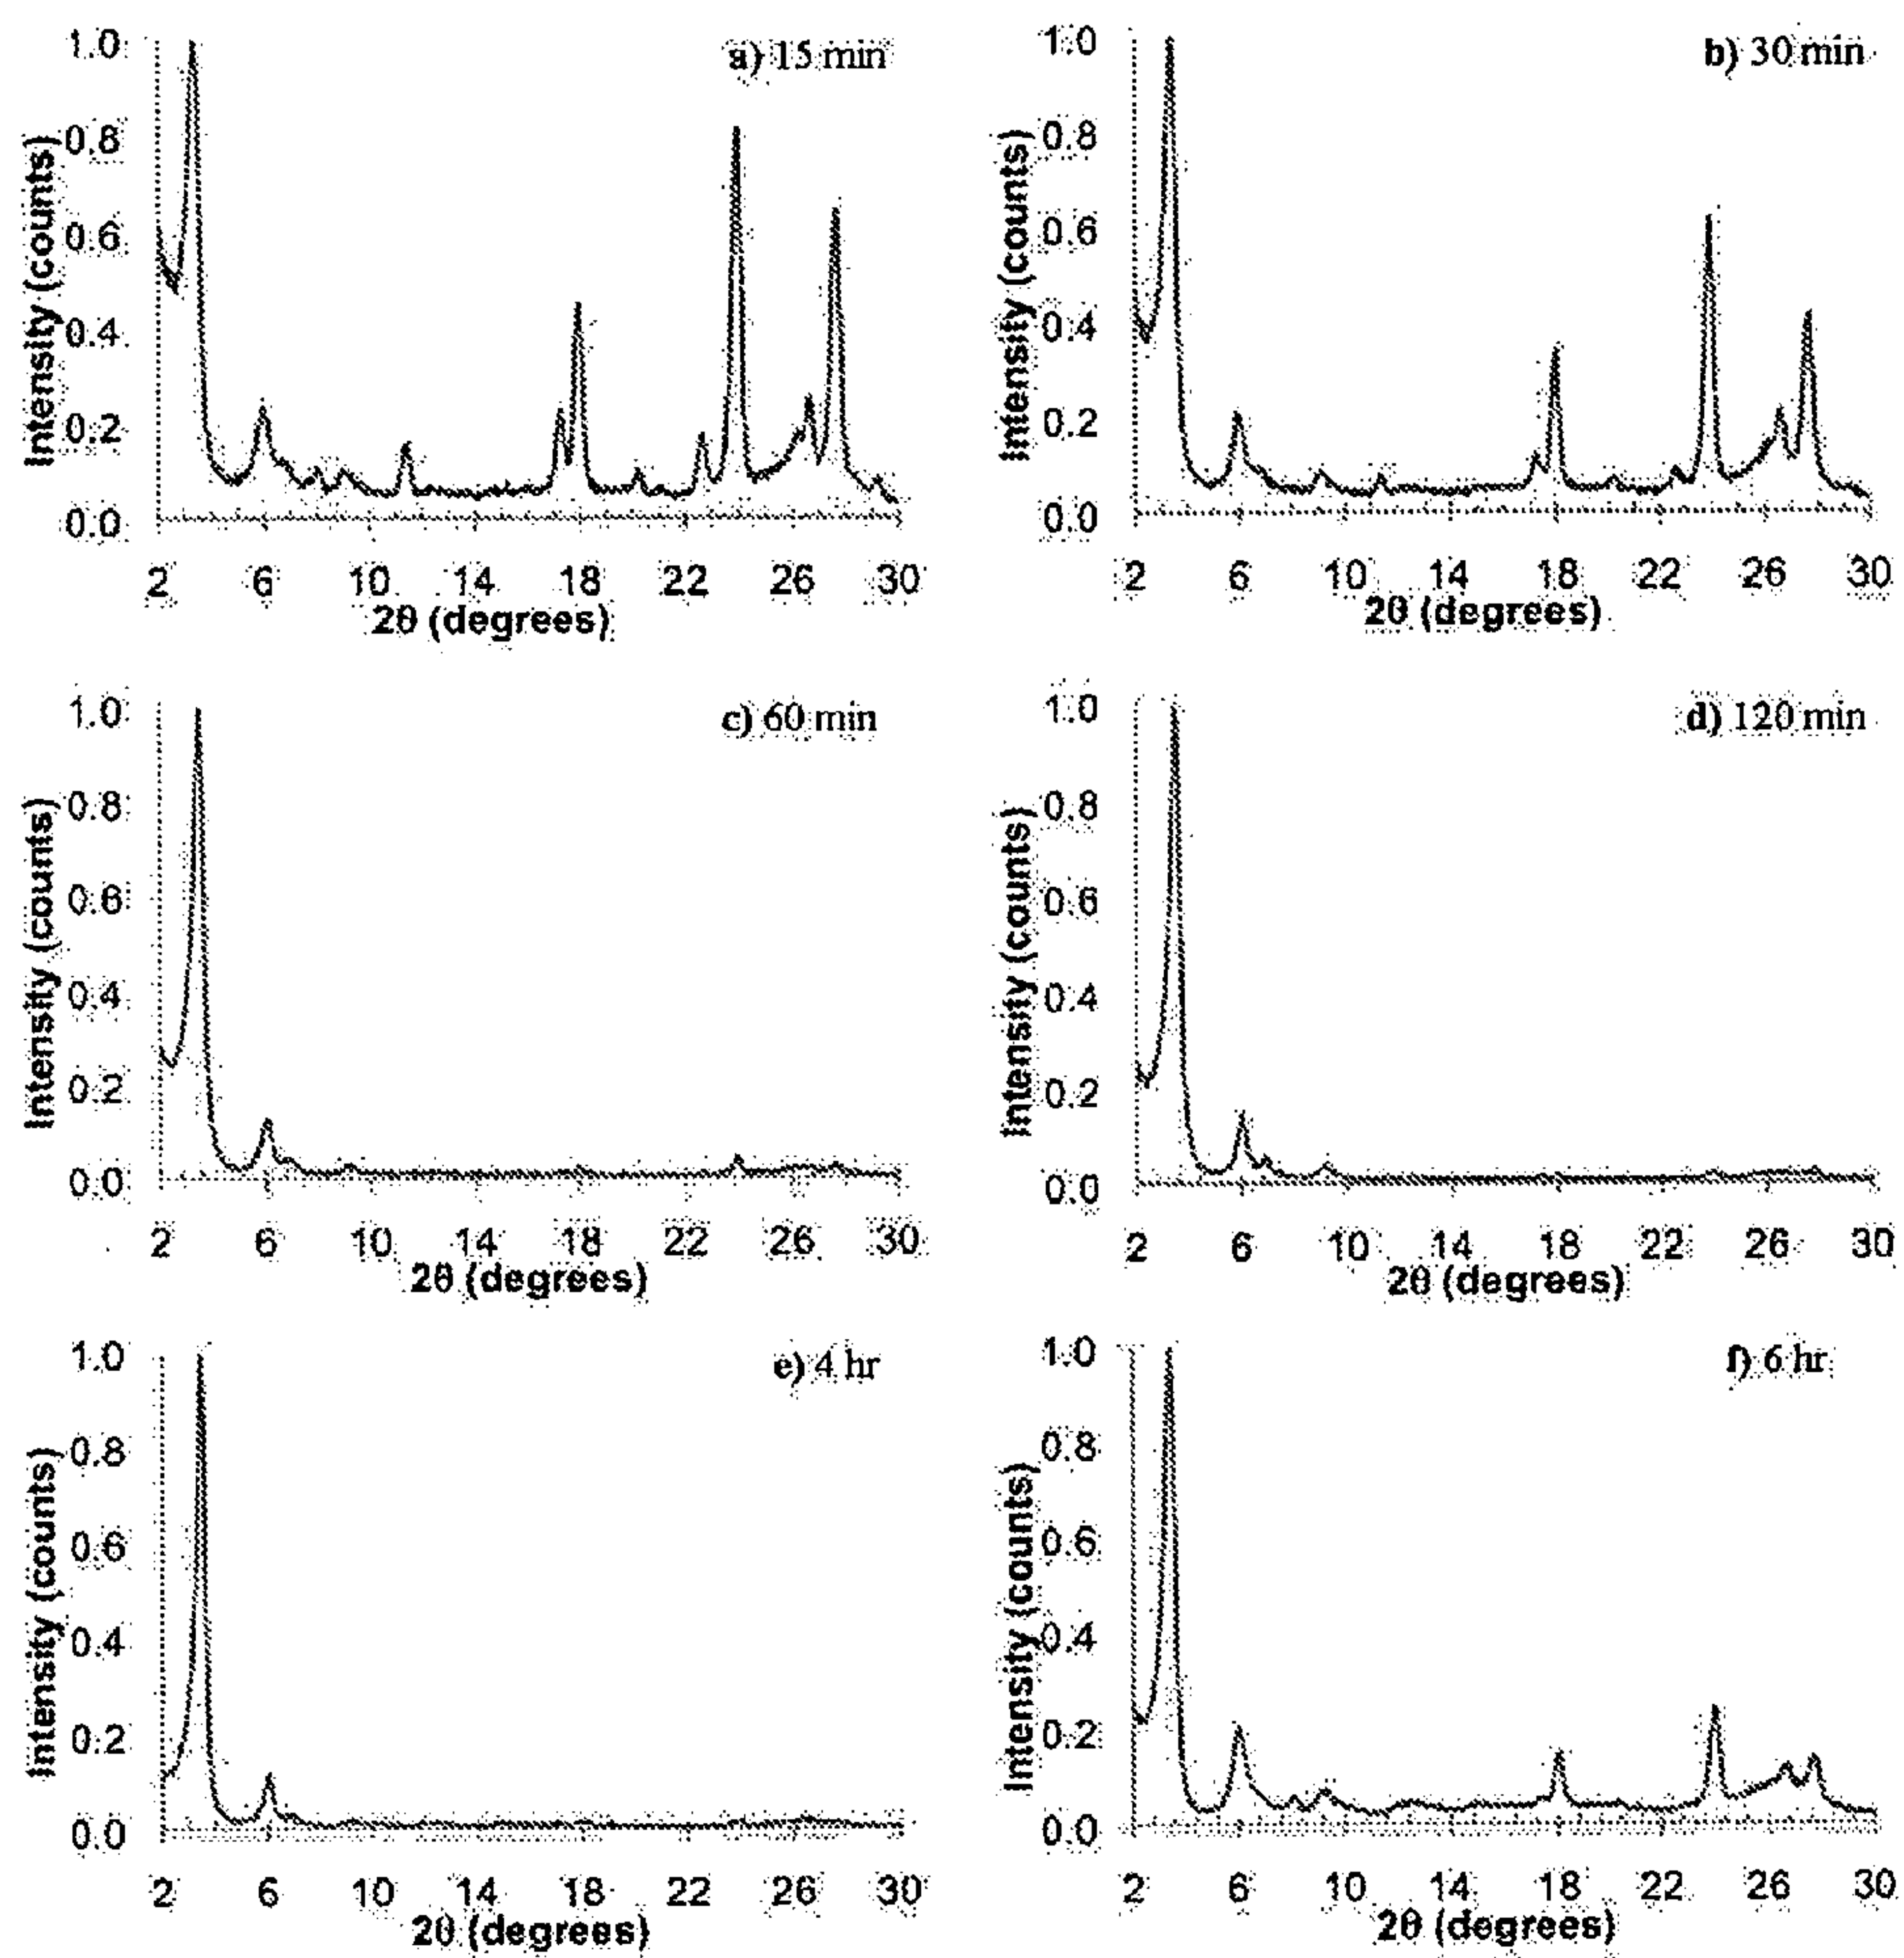 a) 15 min
Intensity (counts)
1.0
0.8
0.6
0.4
0.2
0.0
2 6 10 14 18 22 26 30
2θ (degrees)
b) 30 min
Intensity (counts)
1.0
0.8
0.6
0.4
0.2
0.0
2 6 10 14 18 22 26 30
2θ (degrees)
c) 60 min
Intensity (counts)
1.0
0.8
0.6
0.4
0.2
0.0
2 6 10 14 18 22 26 30
2θ (degrees)
d) 120 min
Intensity (counts)
1.0
0.8
0.6
0.4
0.2
0.0
2 6 10 14 18 22 26 30
2θ (degrees)
e) 4 hr
Intensity (counts)
1.0
0.8
0.6
0.4
0.2
0.0
2 6 10 14 18 22 26 30
2θ (degrees)
f) 6 hr
Intensity (counts)
1.0
0.8
0.6
0.4
0.2
0.0
2 6 10 14 18 22 26 30
2θ (degrees)